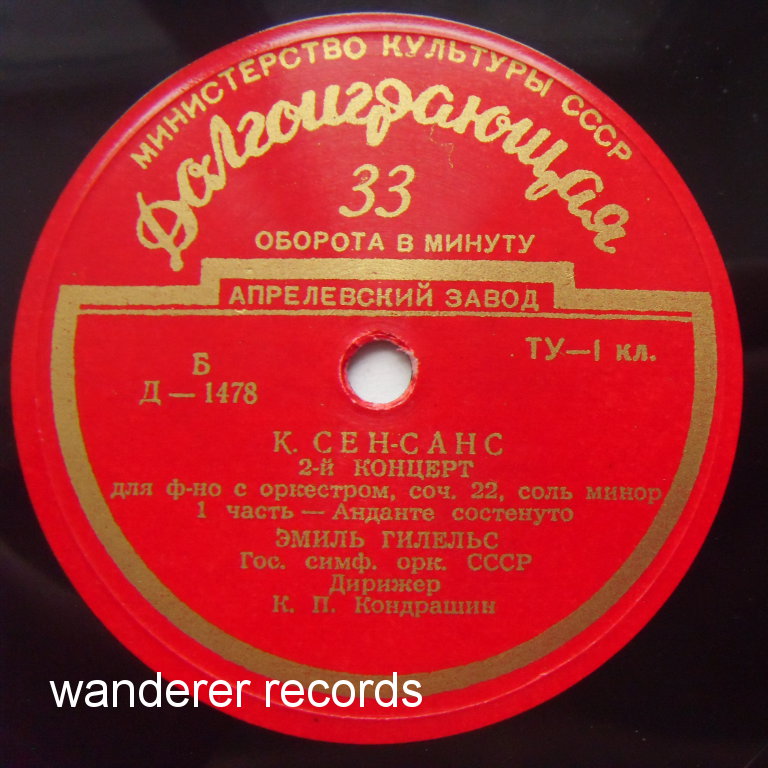 МИНИСТЕРСТВО КУЛЬТУРЫ СССР
Долгоиграющая
33
ОБОРОТА В МИНУТУ
АПРЕЛЕВСКИЙ ЗАВОД
Б
Д — 1478
ТУ—1 кл.
К. СЕН-САНС
2-й КОНЦЕРТ
для ф-но с оркестром, соч. 22, соль минор
1 часть — Анданте состенуто
ЭМИЛЬ ГИЛЕЛЬС
Гос. симф. орк. СССР
Дирижер
К. П. Кондрашин
wanderer records